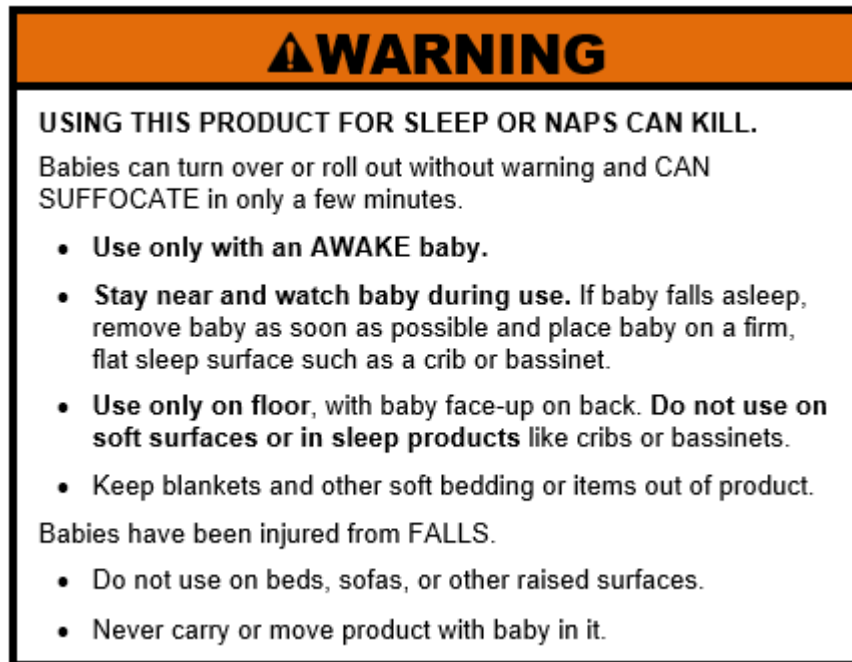 ⚠WARNING
USING THIS PRODUCT FOR SLEEP OR NAPS CAN KILL.
Babies can turn over or roll out without warning and CAN
SUFFOCATE in only a few minutes.
• Use only with an AWAKE baby.
• Stay near and watch baby during use. If baby falls asleep,
remove baby as soon as possible and place baby on a firm,
flat sleep surface such as a crib or bassinet.
• Use only on floor, with baby face-up on back. Do not use on
soft surfaces or in sleep products like cribs or bassinets.
• Keep blankets and other soft bedding or items out of product.
Babies have been injured from FALLS.
• Do not use on beds, sofas, or other raised surfaces.
• Never carry or move product with baby in it.